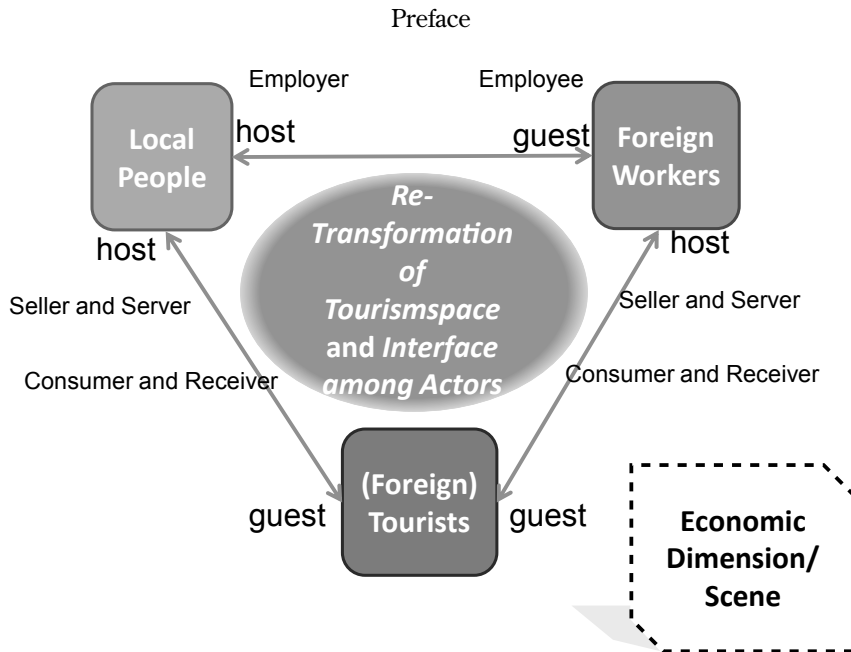 Preface
Employer
Employee
Local
People
host
guest
Foreign
Workers
Re-
Transformation
of
Tourismspace
and Interface
among Actors
host
host
Seller and Server
Seller and Server
Consumer and Receiver
Consumer and Receiver
(Foreign)
Tourists
guest
guest
Economic
Dimension/
Scene